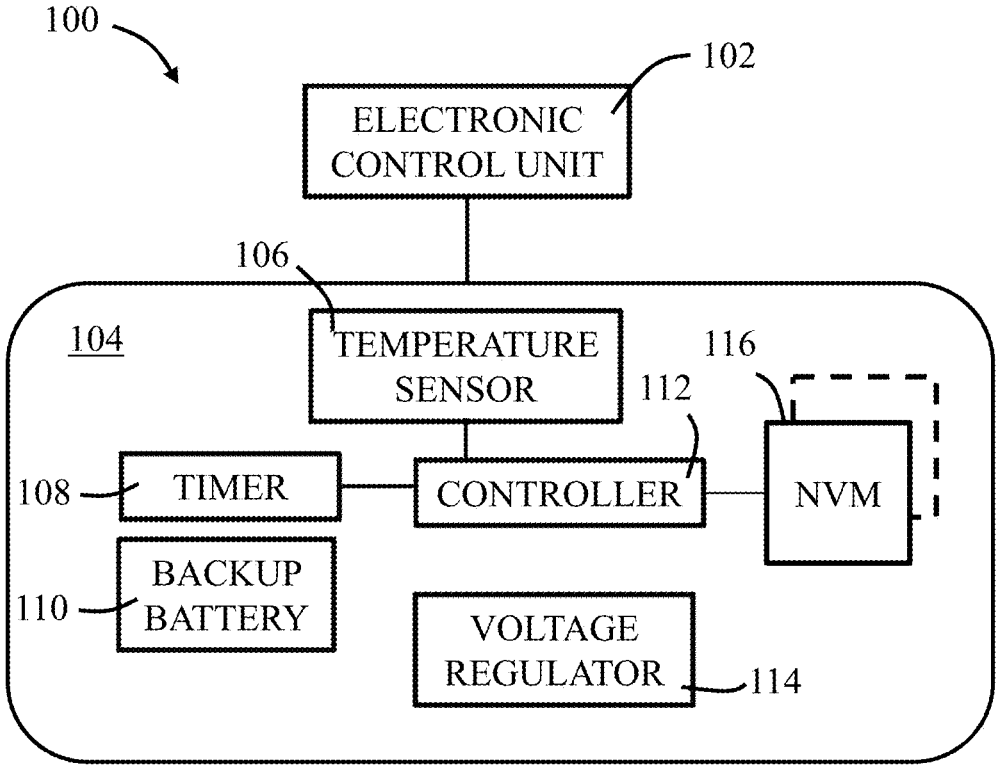 100
102
ELECTRONIC
CONTROL UNIT
106
104
TEMPERATURE
SENSOR
116
112
108
TIMER
CONTROLLER
NVM
110
BACKUP
BATTERY
VOLTAGE
REGULATOR
114